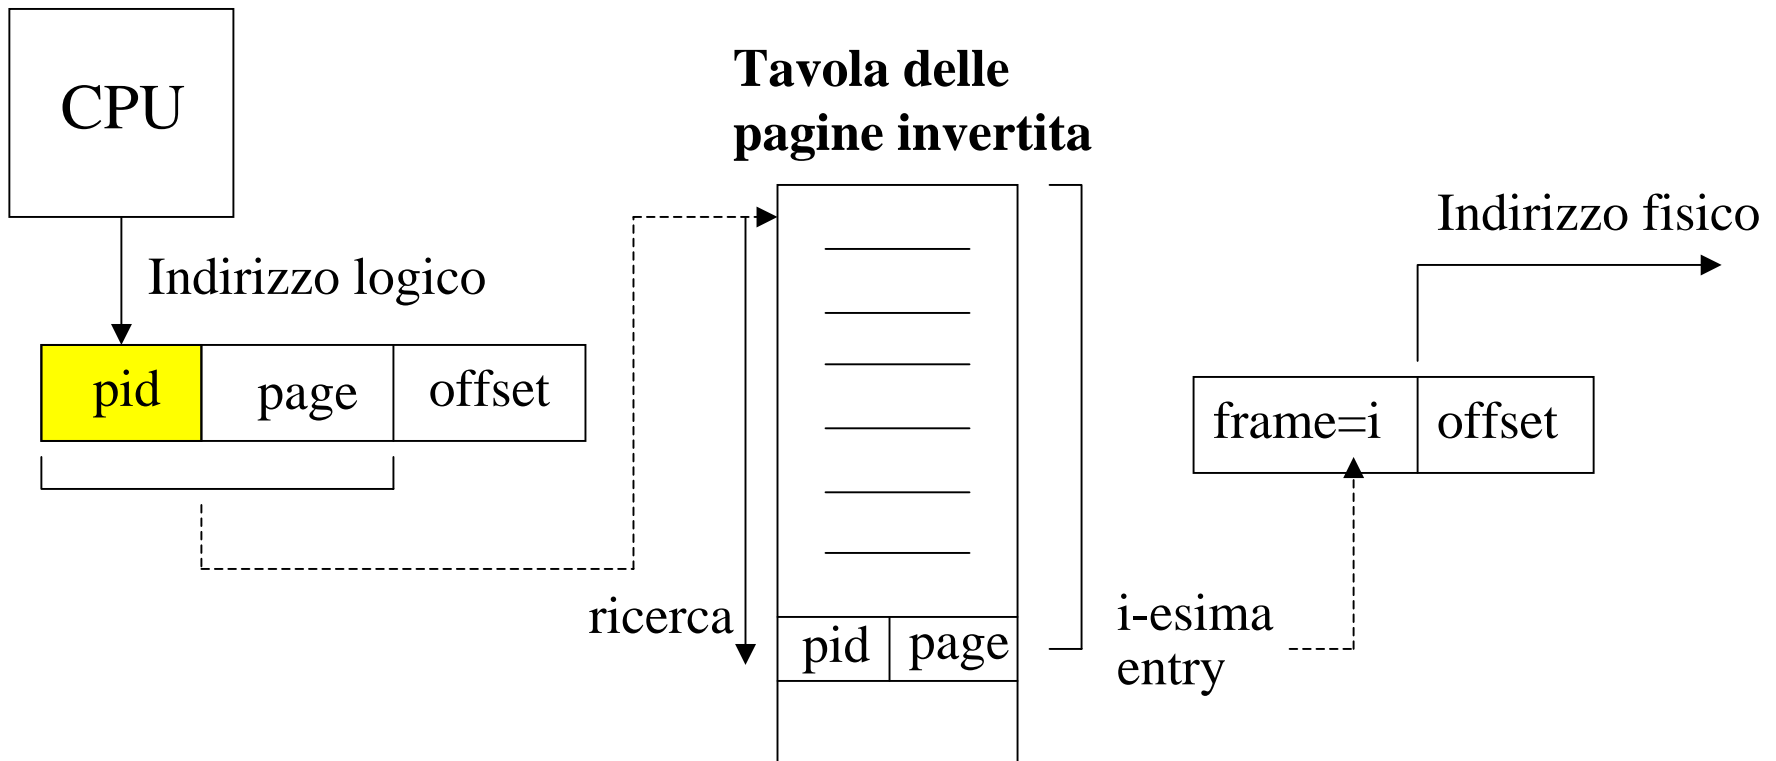 CPU
Tavola delle
pagine invertita
Indirizzo fisico
Indirizzo logico
pid page offset
frame=i offset
ricerca
pid page
i-esima
entry